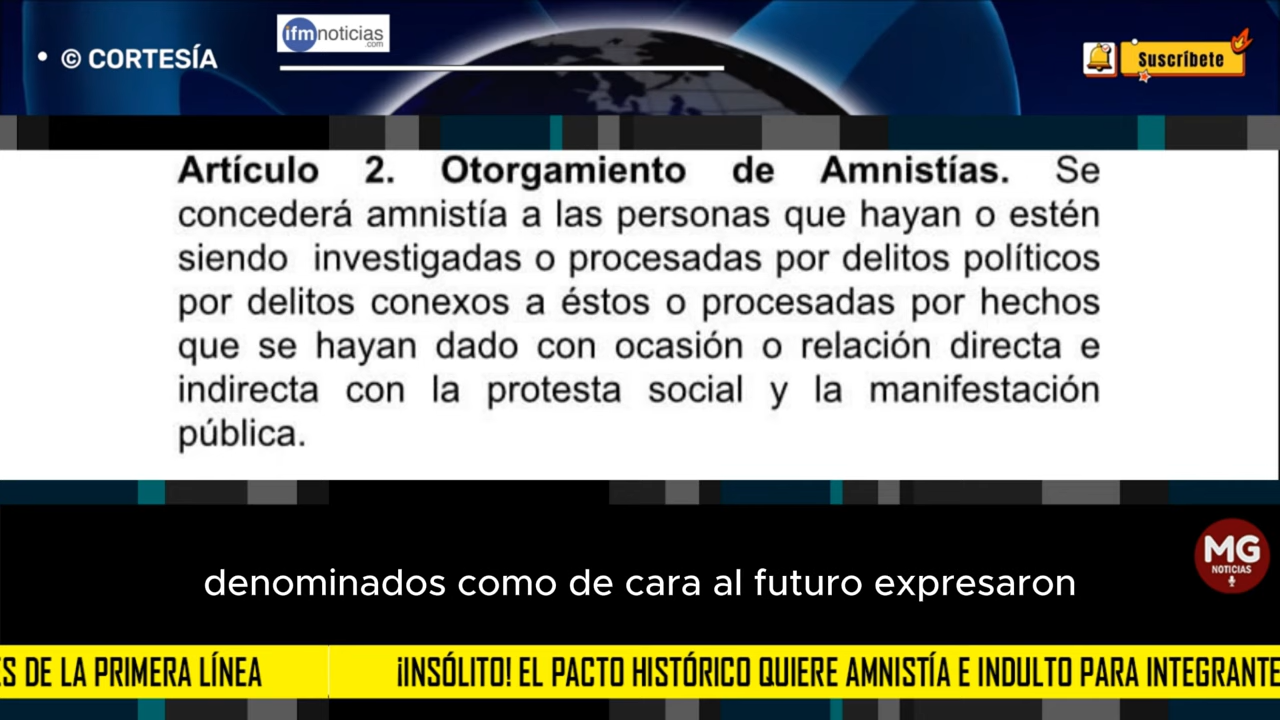 • © CORTESÍA
ifmnoticias
.com
Suscríbete
Artículo 2. Otorgamiento de Amnistías. Se
concederá amnistía a las personas que hayan o estén
siendo investigadas o procesadas por delitos políticos
por delitos conexos a éstos o procesadas por hechos
que se hayan dado con ocasión o relación directa e
indirecta con la protesta social y la manifestación
pública.
denominados como de cara al futuro expresaron
MG
NOTICIAS
ES DE LA PRIMERA LÍNEA ¡INSÓLITO! EL PACTO HISTÓRICO QUIERE AMNISTÍA E INDULTO PARA INTEGRANTE